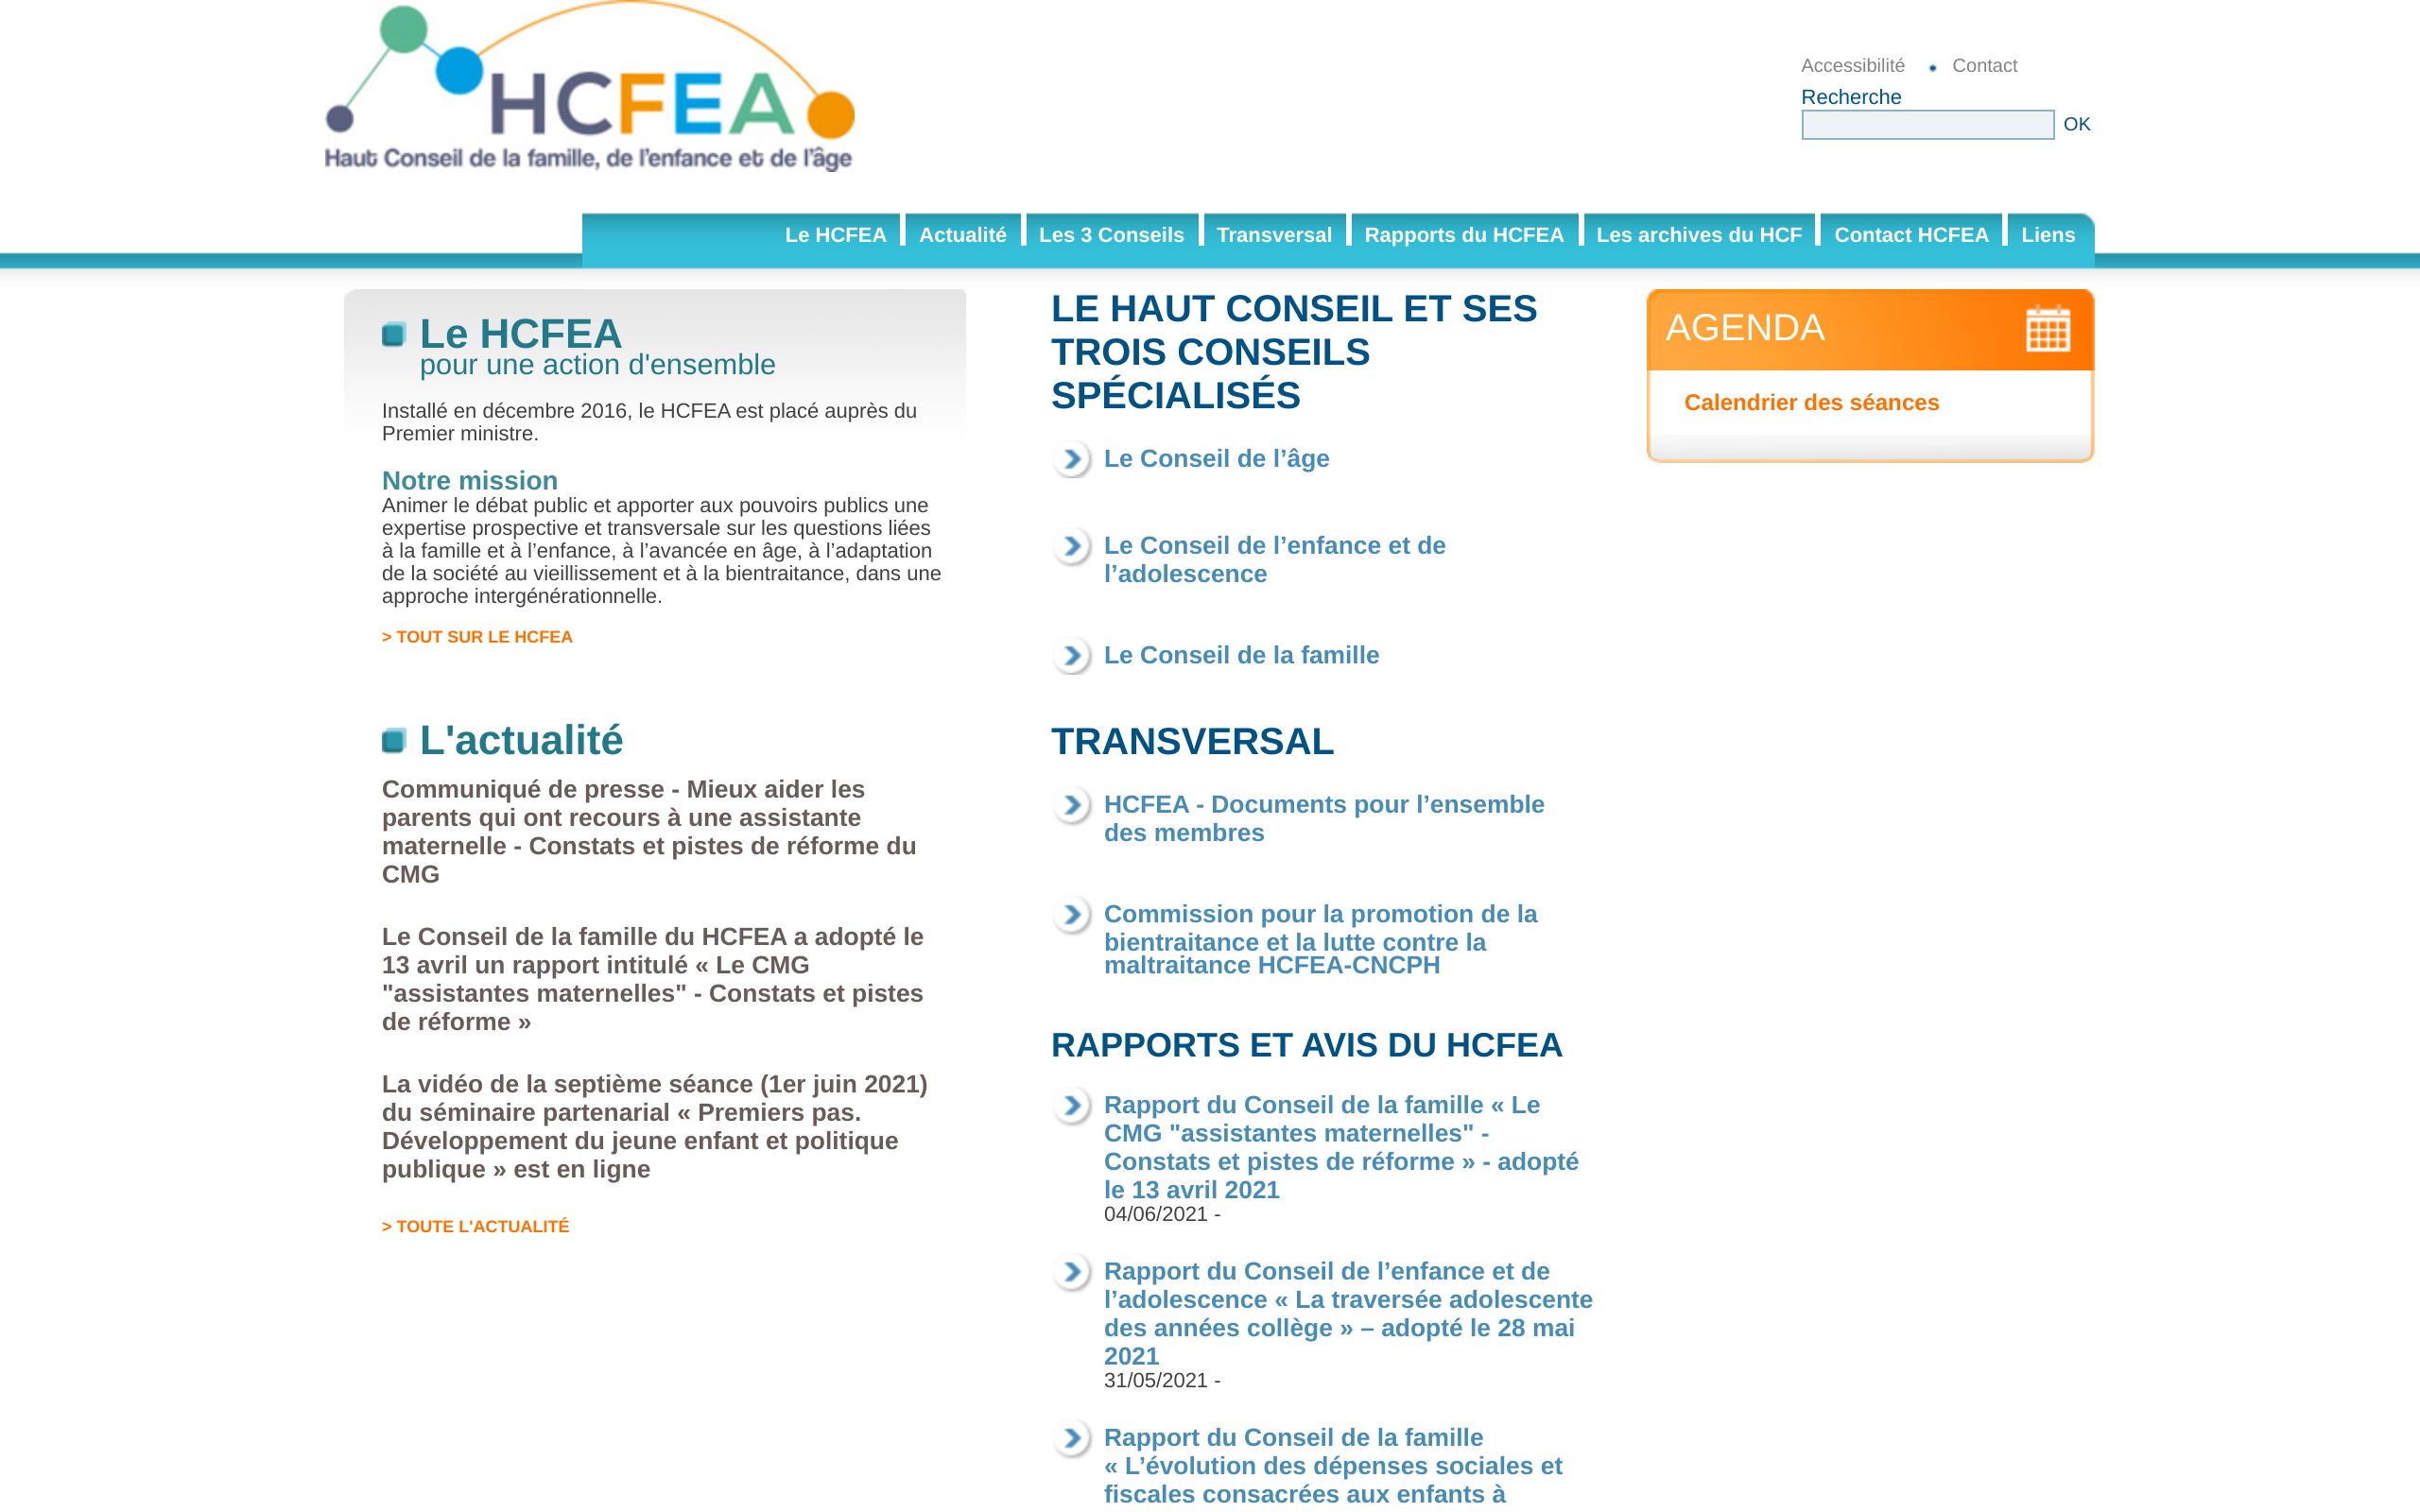 HCFEA
Haut Conseil de la famille, de l'enfance et de l'âge
Accessibilité
Contact
Recherche
OK
Le HCFEA
Actualité
Les 3 Conseils
Transversal
Rapports du HCFEA
Les archives du HCF
Contact HCFEA
Liens
Le HCFEA
pour une action d'ensemble
Installé en décembre 2016, le HCFEA est placé auprès du
Premier ministre.
Notre mission
Animer le débat public et apporter aux pouvoirs publics une
expertise prospective et transversale sur les questions liées
à la famille et à l’enfance, à l’avancée en âge, à l’adaptation
de la société au vieillissement et à la bientraitance, dans une
approche intergénérationnelle.
> TOUT SUR LE HCFEA
L'actualité
Communiqué de presse - Mieux aider les
parents qui ont recours à une assistante
maternelle - Constats et pistes de réforme du
CMG
Le Conseil de la famille du HCFEA a adopté le
13 avril un rapport intitulé « Le CMG
"assistantes maternelles" - Constats et pistes
de réforme »
La vidéo de la septième séance (1er juin 2021)
du séminaire partenarial « Premiers pas.
Développement du jeune enfant et politique
publique » est en ligne
> TOUTE L'ACTUALITÉ
LE HAUT CONSEIL ET SES
TROIS CONSEILS
SPÉCIALISÉS
Le Conseil de l’âge
Le Conseil de l’enfance et de
l’adolescence
Le Conseil de la famille
TRANSVERSAL
HCFEA - Documents pour l’ensemble
des membres
Commission pour la promotion de la
bientraitance et la lutte contre la
maltraitance HCFEA-CNCPH
RAPPORTS ET AVIS DU HCFEA
Rapport du Conseil de la famille « Le
CMG "assistantes maternelles" -
Constats et pistes de réforme » - adopté
le 13 avril 2021
04/06/2021 -
Rapport du Conseil de l’enfance et de
l’adolescence « La traversée adolescente
des années collège » – adopté le 28 mai
2021
31/05/2021 -
Rapport du Conseil de la famille
« L’évolution des dépenses sociales et
fiscales consacrées aux enfants à
AGENDA
Calendrier des séances